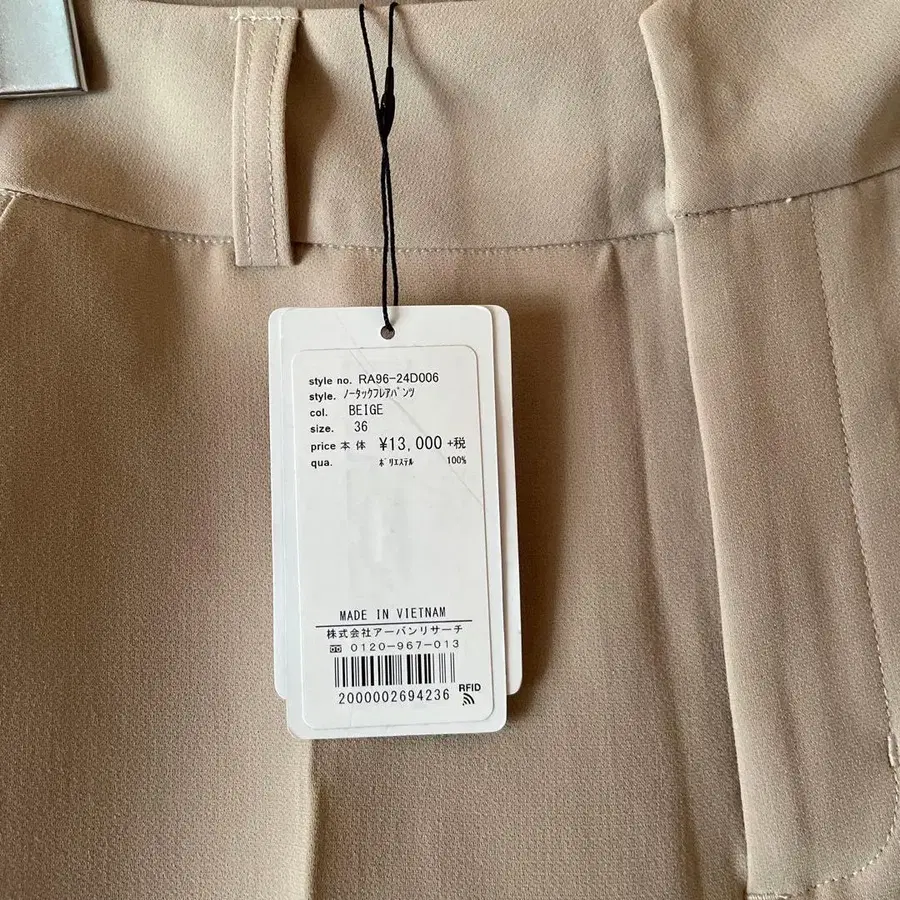 style no. RA96-24D006
style. ﾉｰﾀｯｸﾌﾚｱﾊﾟﾝﾂ
col. BEIGE
size. 36
price 本体 ¥13,000 +税
qua. ﾎﾟﾘｴｽﾃﾙ 100%
MADE IN VIETNAM
株式会社アーバンリサーチ
0120-967-013
2000002694236 RFID